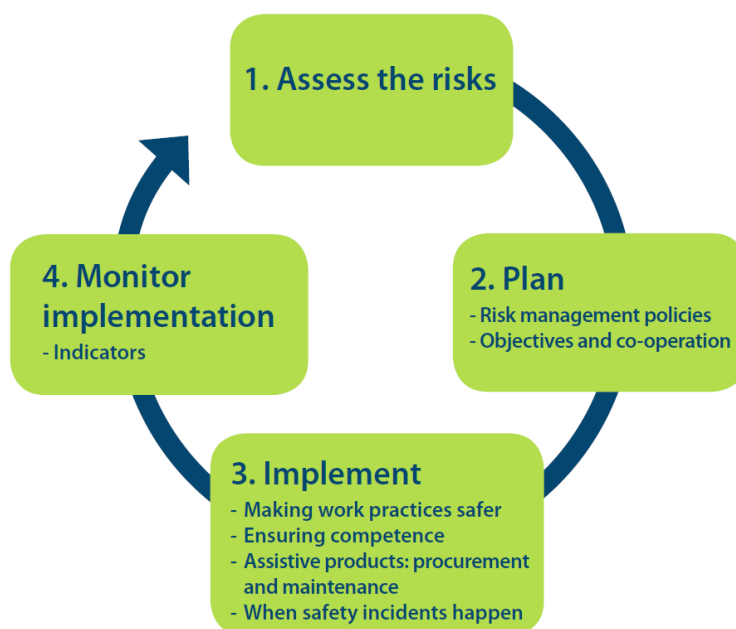 1. Assess the risks
2. Plan
- Risk management policies
- Objectives and co-operation
3. Implement
- Making work practices safer
- Ensuring competence
- Assistive products: procurement
and maintenance
- When safety incidents happen
4. Monitor
implementation
- Indicators